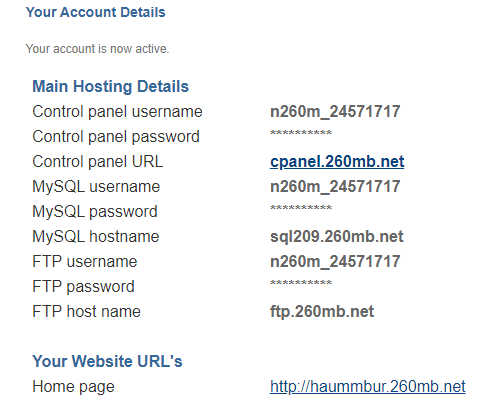 Your Account Details
Your account is now active.
Main Hosting Details
Control panel username n260m_24571717
Control panel password **********
Control panel URL cpanel.260mb.net
MySQL username n260m_24571717
MySQL password **********
MySQL hostname sql209.260mb.net
FTP username n260m_24571717
FTP password **********
FTP host name ftp.260mb.net
Your Website URL's
Home page http://haummbur.260mb.net